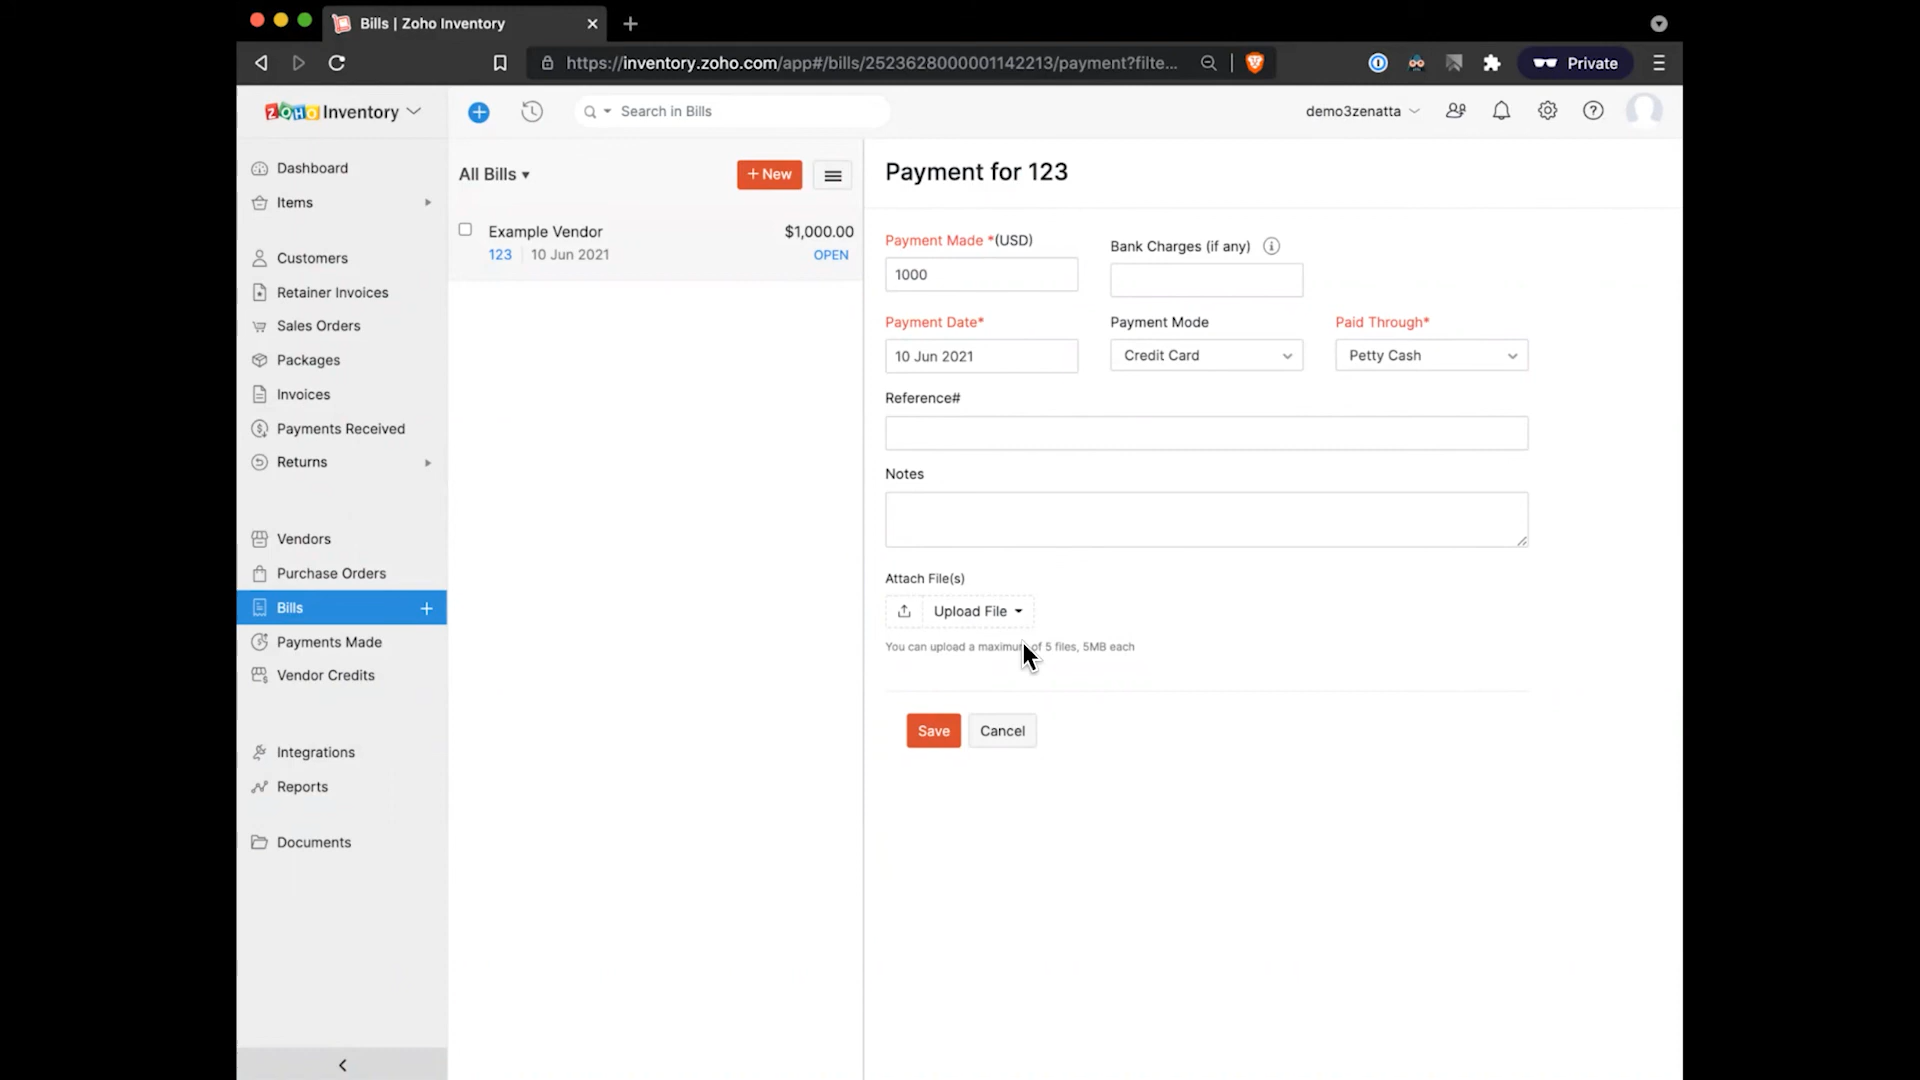 Bills | Zoho Inventory
https://inventory.zoho.com/app#/bills/2523628000001142213/payment?filte...
Private
ZOHO Inventory
Search in Bills
demo3zenatta
Dashboard
Items
Customers
Retainer Invoices
Sales Orders
Packages
Invoices
Payments Received
Returns
Vendors
Purchase Orders
Bills
Payments Made
Vendor Credits
Integrations
Reports
Documents
All Bills
+ New
Example Vendor $1,000.00
123 10 Jun 2021 OPEN
Payment for 123
Payment Made *(USD)
Bank Charges (if any)
1000
Payment Date*
Payment Mode
Paid Through*
10 Jun 2021
Credit Card
Petty Cash
Reference#
Notes
Attach File(s)
Upload File
You can upload a maximum of 5 files, 5MB each
Save
Cancel